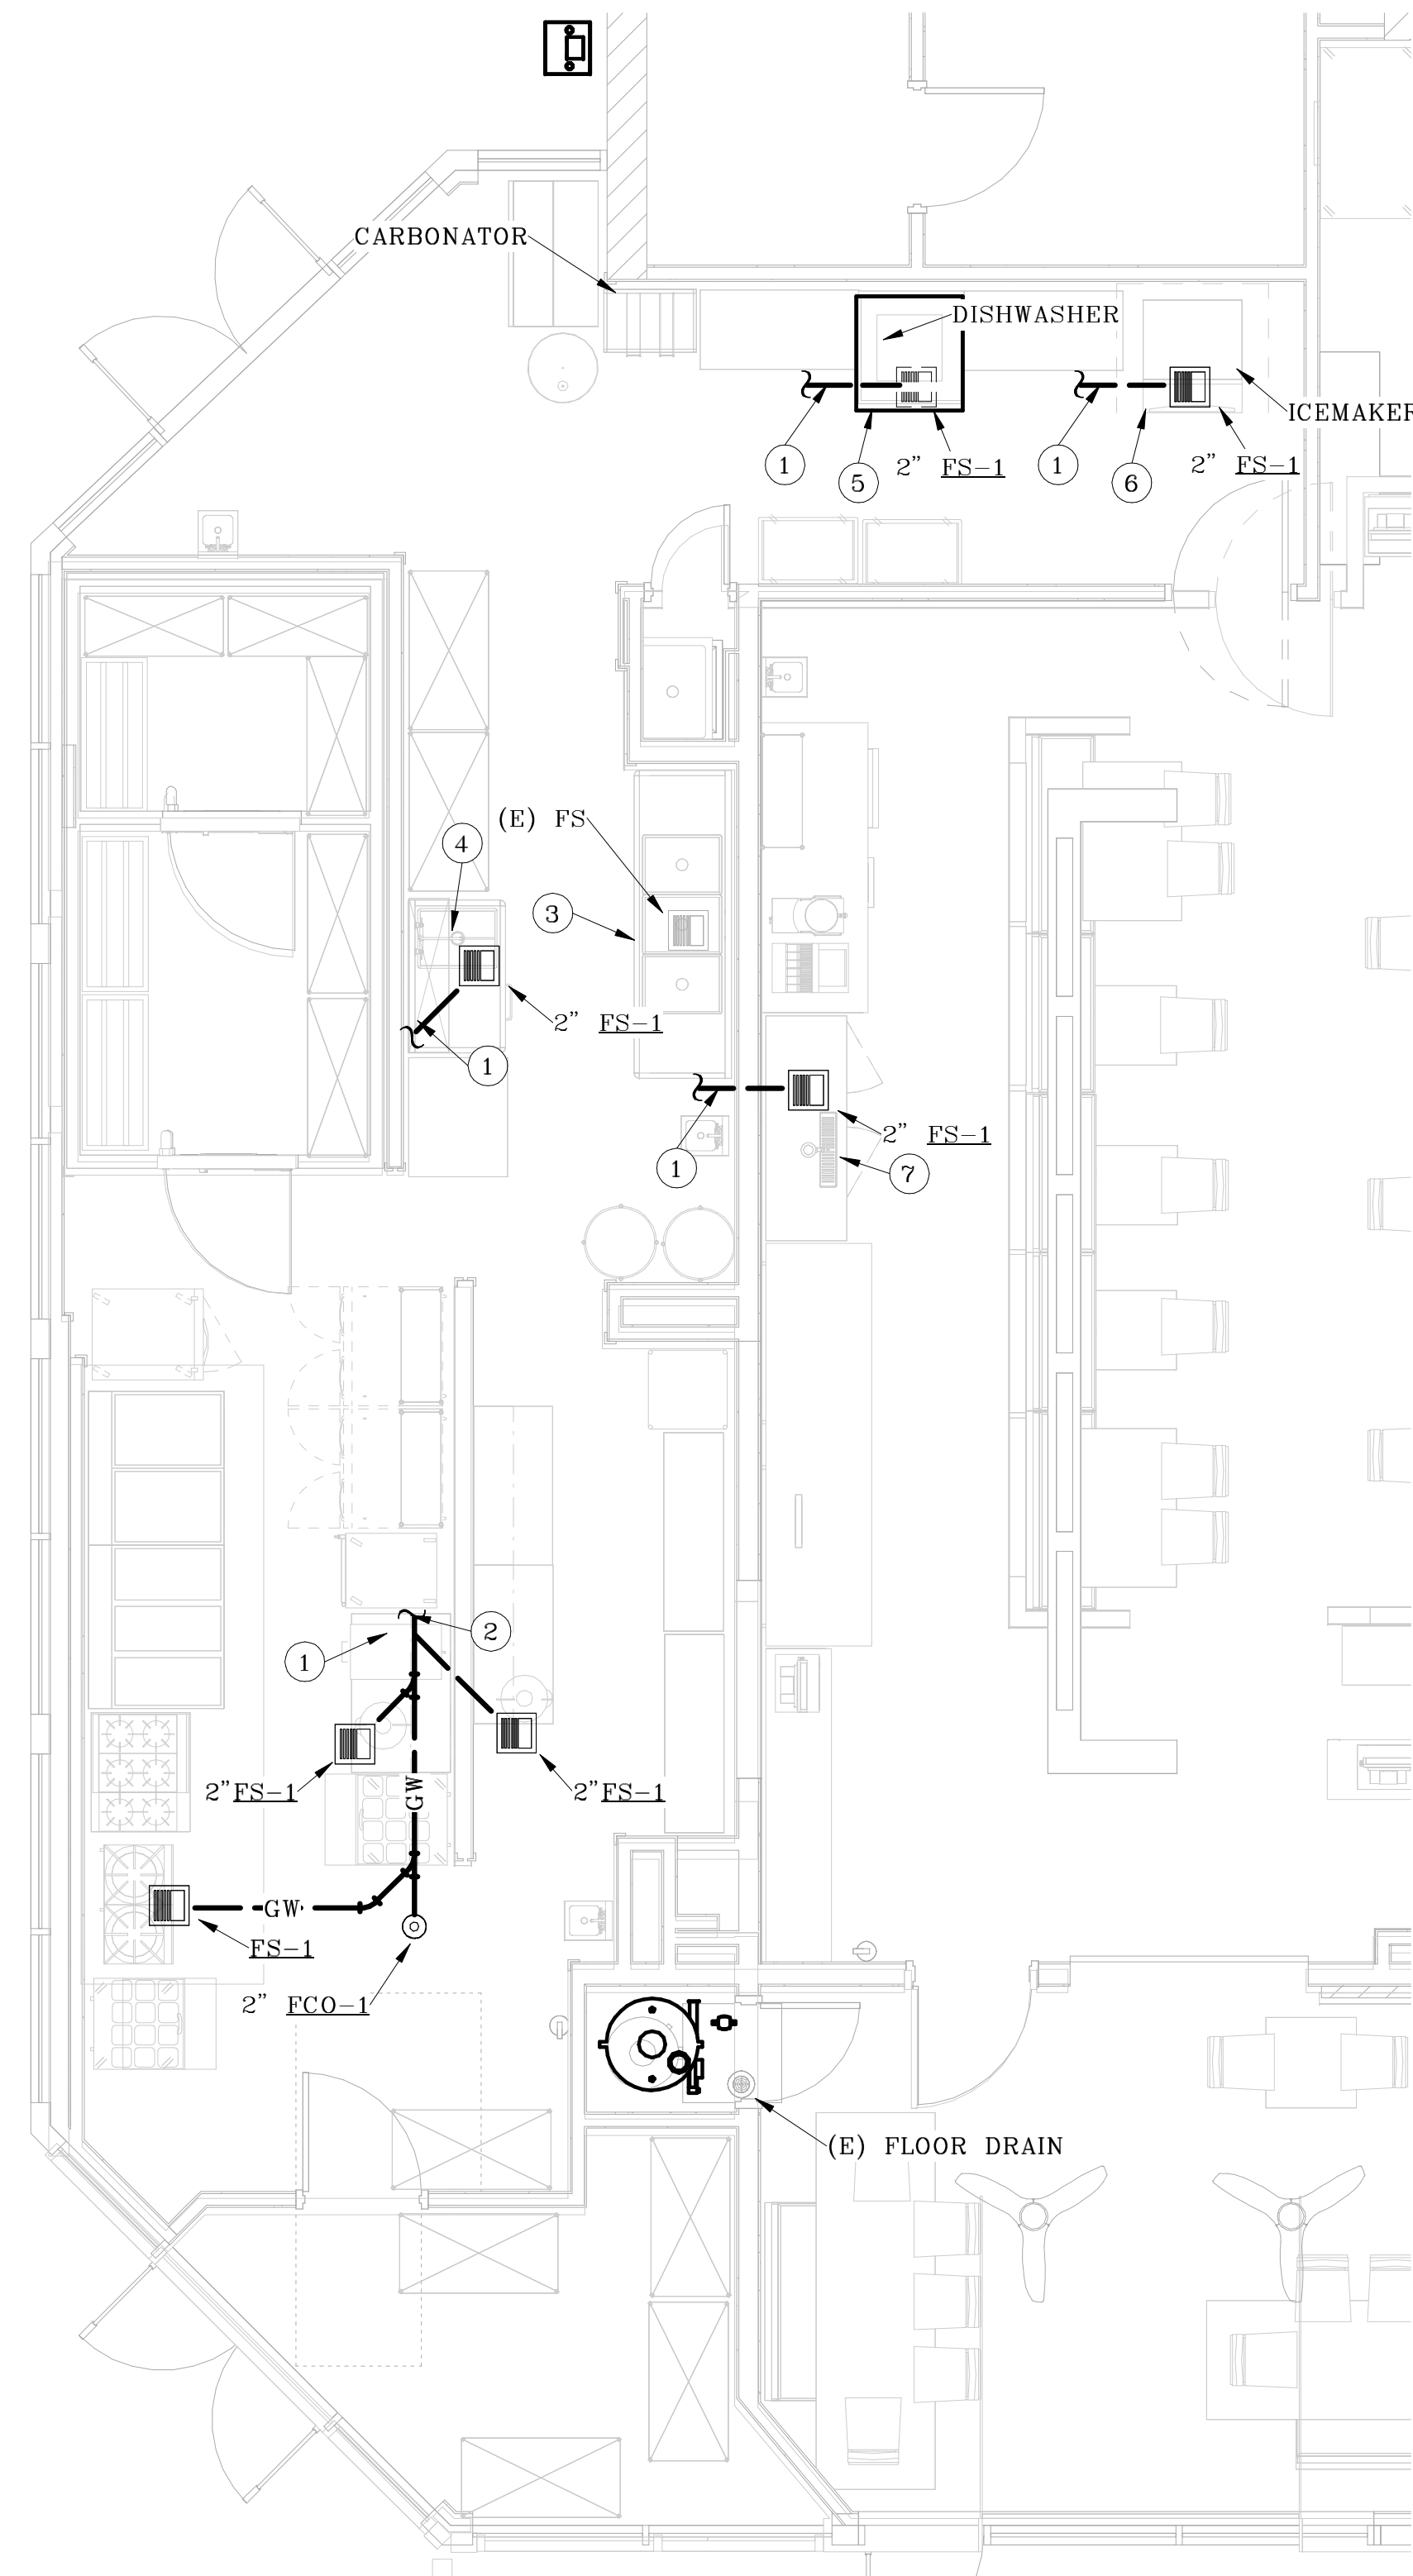 CARBONATOR
DISHWASHER
ICEMAKER
1
5
2” FS-1
1
6
2” FS-1
(E) FS
4
3
2” FS-1
1
2” FS-1
1
7
2
1
2”FS-1
2”FS-1
GW
GW
FS-1
2” FCO-1
(E) FLOOR DRAIN